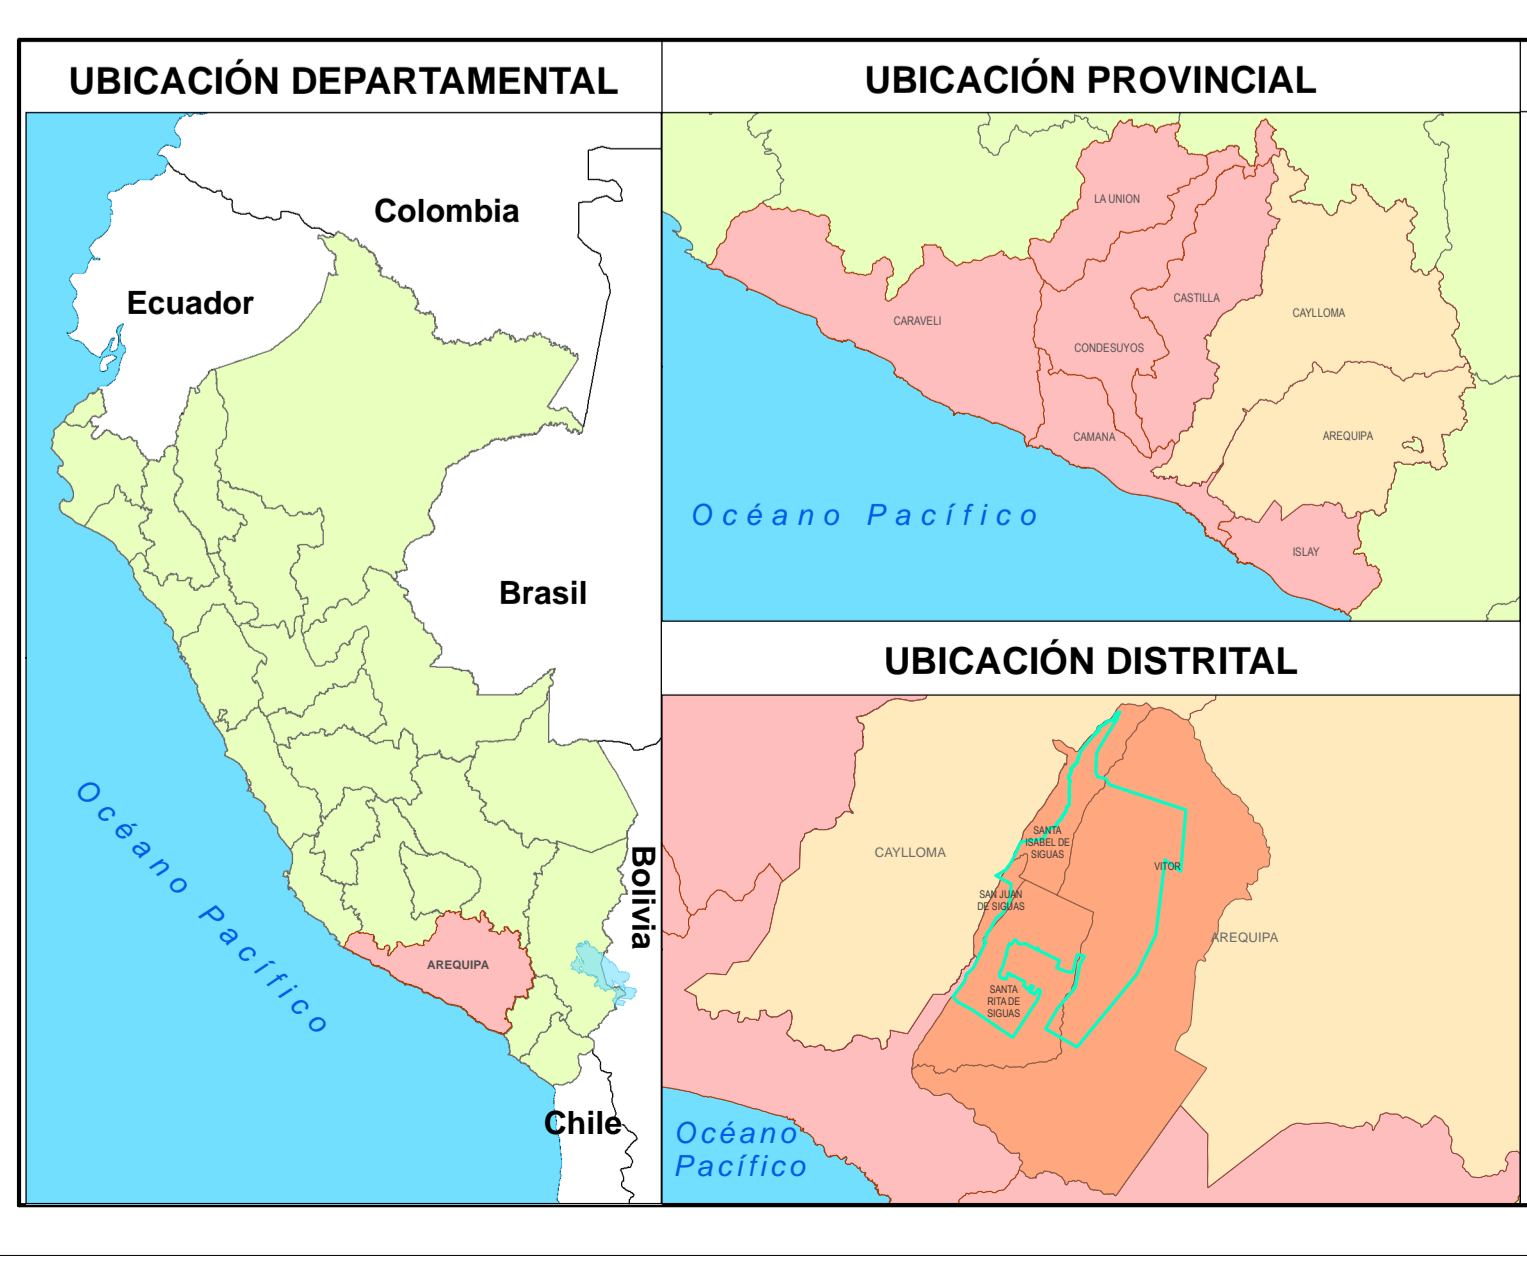 UBICACIÓN DEPARTAMENTAL
Colombia
Ecuador
Brasil
Océano Pacífico
Bolivia
AREQUIPA
Chile
UBICACIÓN PROVINCIAL
LA UNION
CASTILLA
CAYLLOMA
CARAVELI
CONDESUYOS
CAMANA
AREQUIPA
Océano Pacífico
ISLAY
UBICACIÓN DISTRITAL
SANTA
ISABEL DE
SIGUAS
CAYLLOMA
VITOR
SAN JUAN
DE SIGUAS
AREQUIPA
SANTA
RITA DE
SIGUAS
Océano
Pacífico